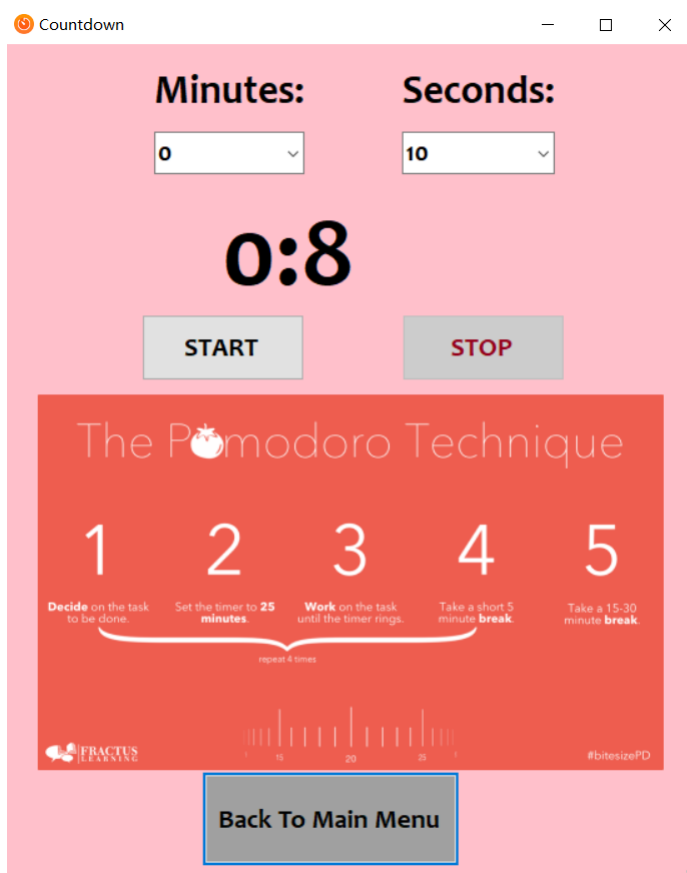 Countdown
Minutes: Seconds:
0 10
0:8
START STOP
The Pomodoro Technique
1 2 3 4 5
Decide on the task to be done.
Set the timer to 25 minutes.
Work on the task until the timer rings.
Take a short 5 minute break.
Take a 15-30 minute break.
repeat 4 times
15 20 25
FRACTUS
LEARNING
#bitesizePD
Back To Main Menu